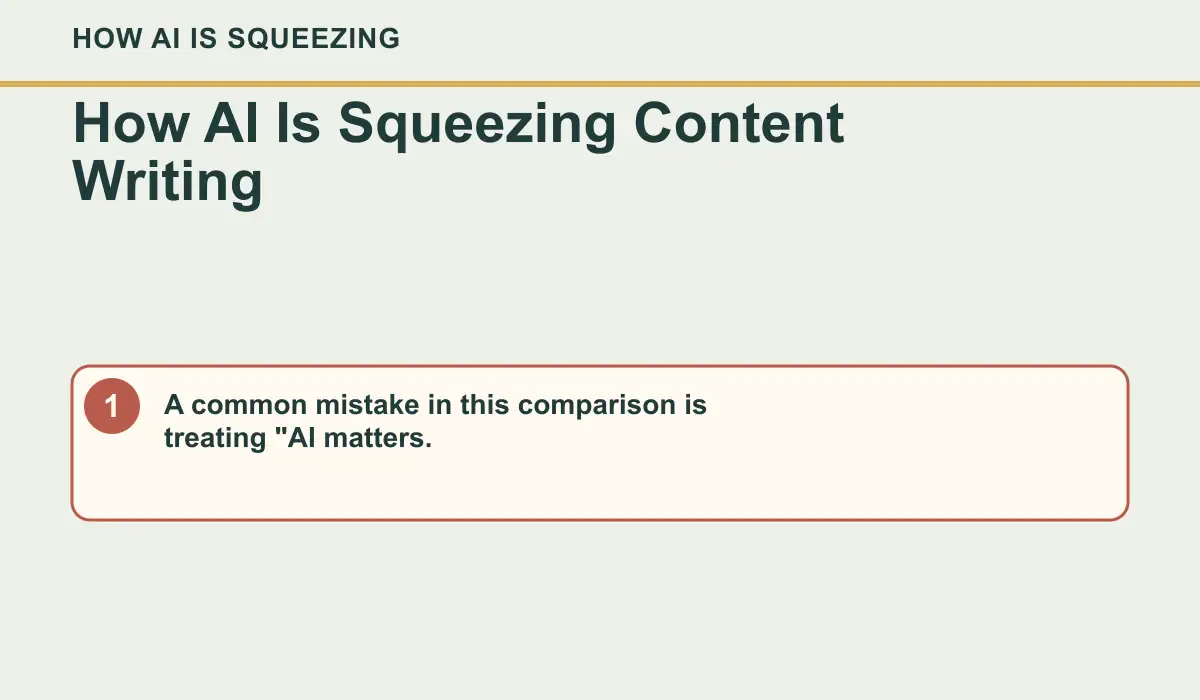 HOW AI IS SQUEEZING
How AI Is Squeezing Content
Writing
1
A common mistake in this comparison is
treating "AI matters.